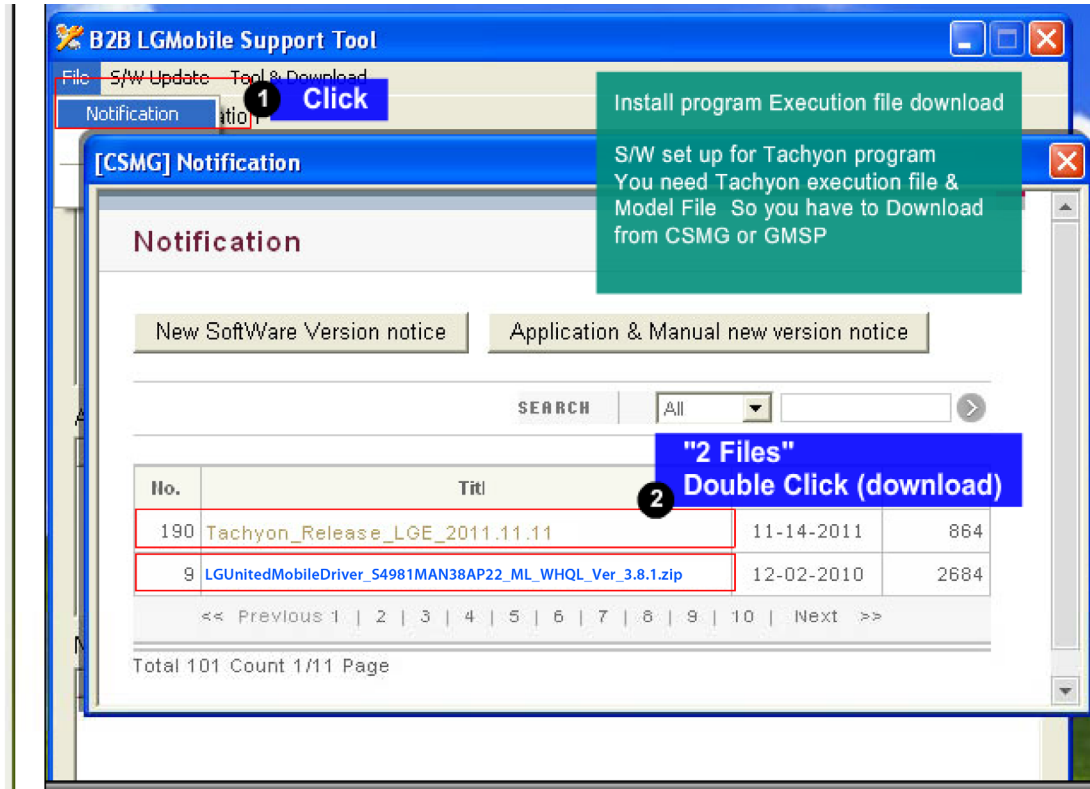 B2B LGMobile Support Tool
File S/W Update Tool & Download
1 Click
Notification
Install program Execution file download
S/W set up for Tachyon program
You need Tachyon execution file &
Model File So you have to Download
from CSMG or GMSP
[CSMG] Notification
Notification
New SoftWare Version notice Application & Manual new version notice
SEARCH All
"2 Files"
2 Double Click (download)
No. Titl
190 Tachyon_Release_LGE_2011.11.11 11-14-2011 864
9 LGUnitedMobileDriver_S4981MAN38AP22_ML_WHQL_Ver_3.8.1.zip 12-02-2010 2684
<< Previous 1 | 2 | 3 | 4 | 5 | 6 | 7 | 8 | 9 | 10 | Next >>
Total 101 Count 1/11 Page